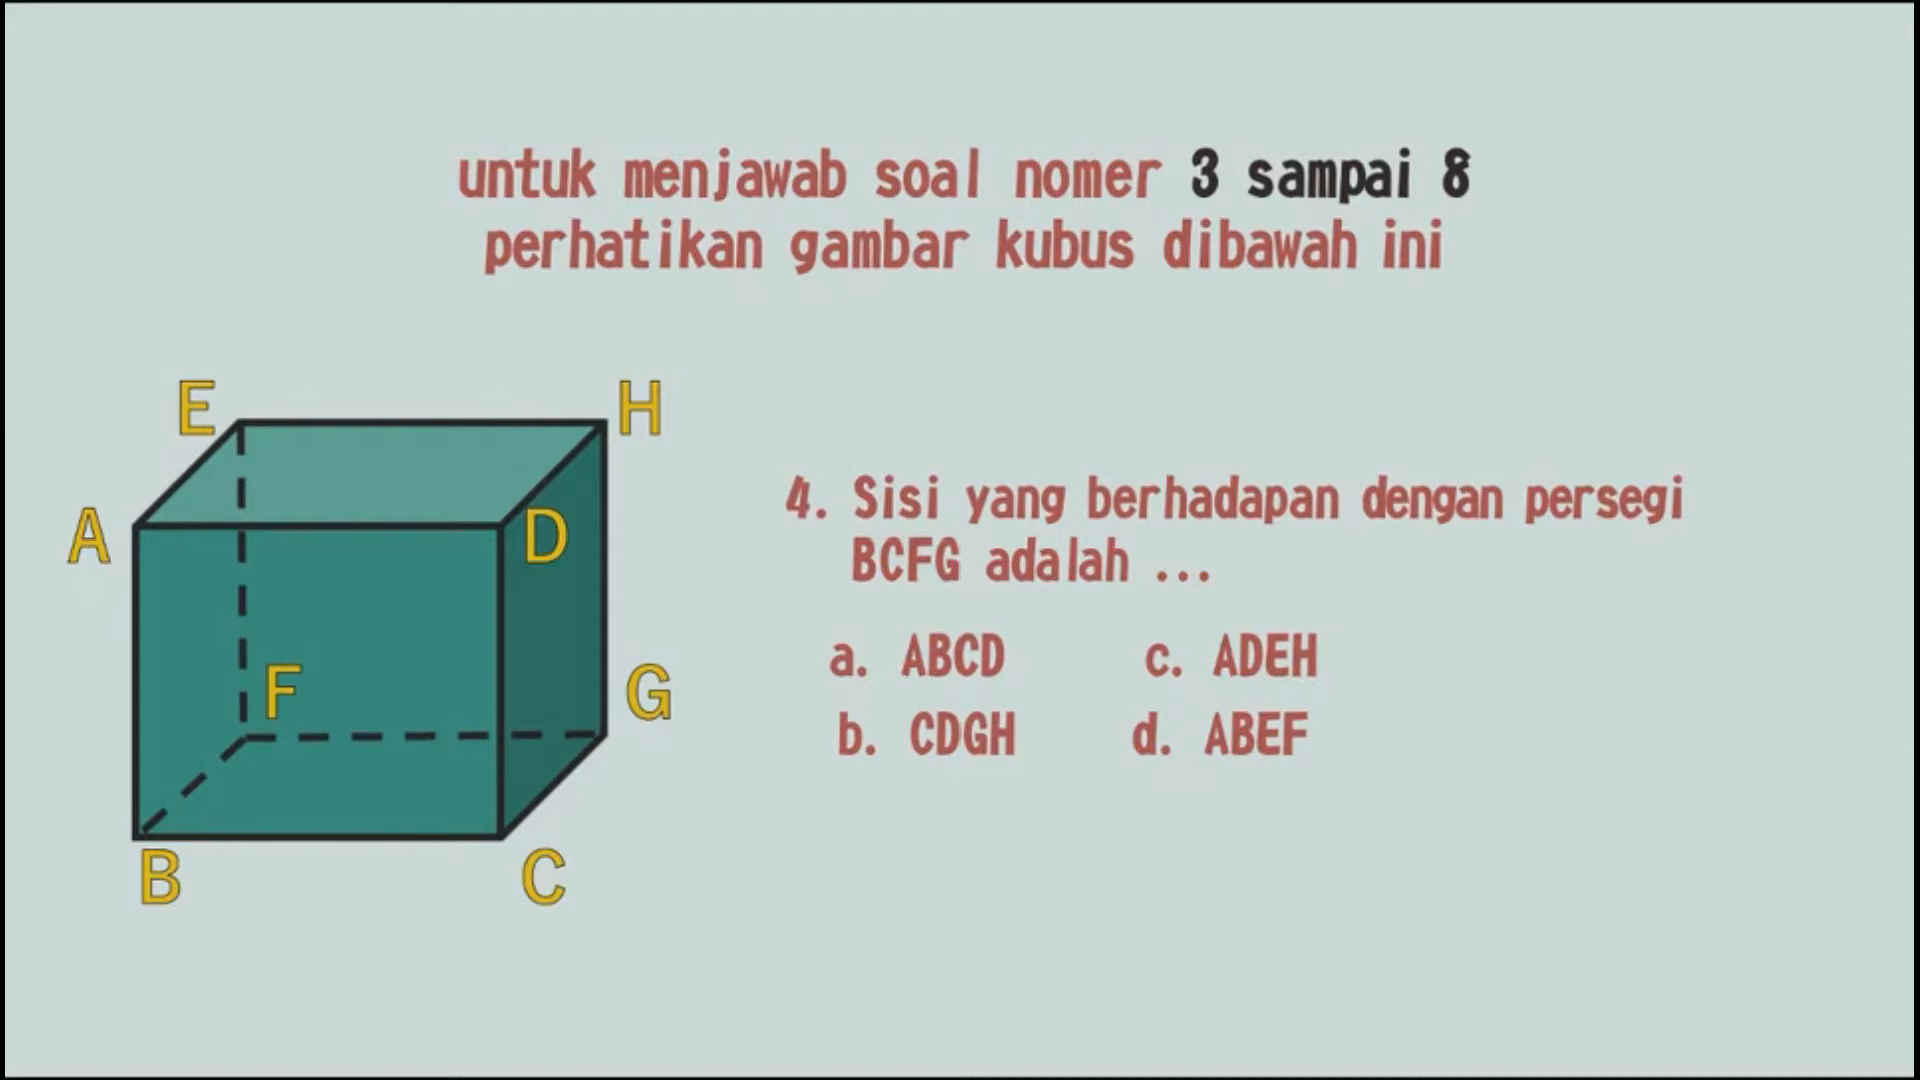 untuk menjawab soal nomer 3 sampai 8
perhatikan gambar kubus dibawah ini
E
H
A
D
F
G
B
C
4. Sisi yang berhadapan dengan persegi
BCFG adalah ...
a. ABCD
c. ADEH
b. CDGH
d. ABEF